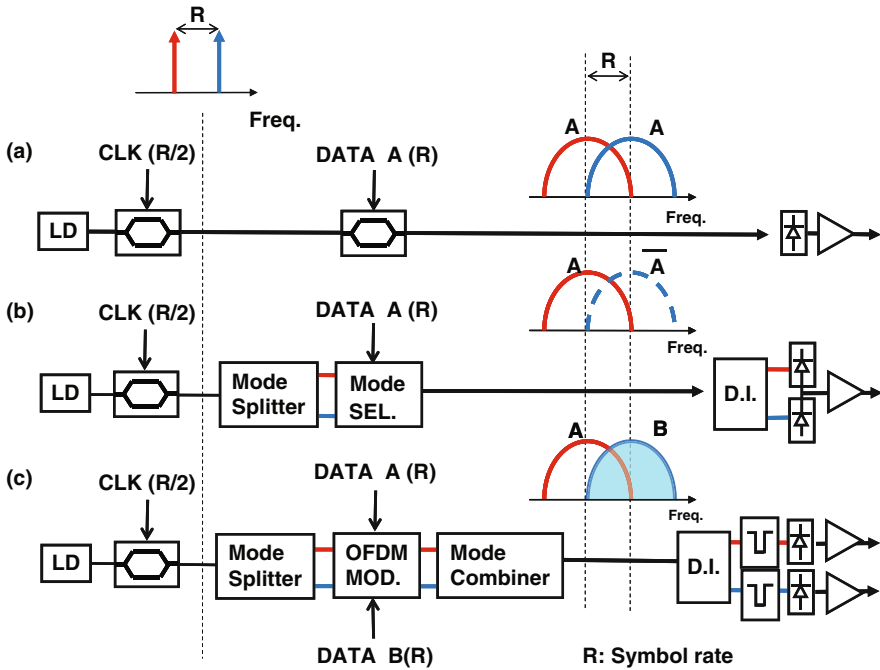 R
Freq.
R
(a)
CLK (R/2)
DATA A (R)
A
A
Freq.
LD
(b)
CLK (R/2)
DATA A (R)
A
A̅
Freq.
LD
Mode
Splitter
Mode
SEL.
D.I.
(c)
CLK (R/2)
DATA A (R)
A
B
Freq.
LD
Mode
Splitter
OFDM
MOD.
Mode
Combiner
D.I.
DATA B(R)
R: Symbol rate